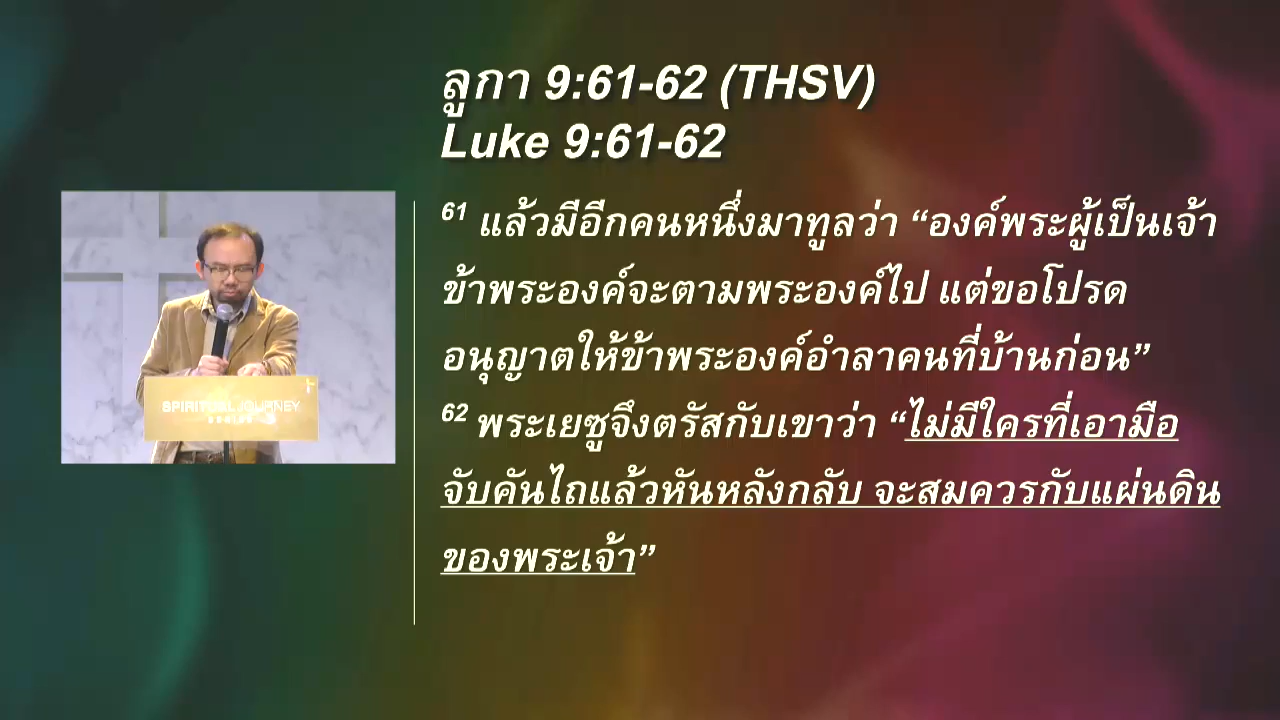 ลูกา 9:61-62 (THSV)
Luke 9:61-62
61 แล้วมีอีกคนหนึ่งมาทูลว่า “องค์พระผู้เป็นเจ้า
ข้าพระองค์จะตามพระองค์ไป แต่ขอโปรด
อนุญาตให้ข้าพระองค์อำลาคนที่บ้านก่อน”
62 พระเยซูจึงตรัสกับเขาว่า “ไม่มีใครที่เอามือ
จับคันไถแล้วหันหลังกลับ จะสมควรกับแผ่นดิน
ของพระเจ้า”
SPIRITUAL JOURNEY